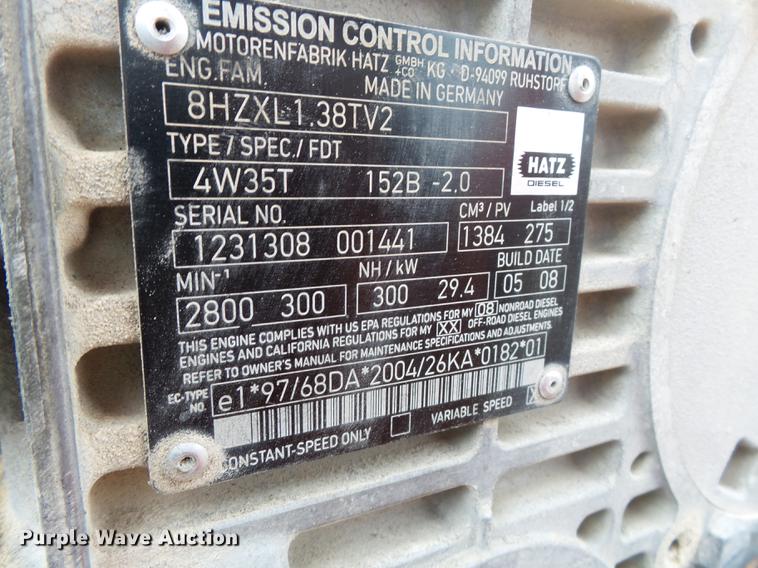 EMISSION CONTROL INFORMATION
MOTORENFABRIK HATZ GMBH +CO KG · D-94099 RUHSTORF
ENG.FAM MADE IN GERMANY
8HZXL1.38TV2
TYPE / SPEC. / FDT
HATZ
DIESEL
4W35T 152B -2.0
SERIAL NO. CM³ / PV Label 1/2
1231308 001441 1384 275
MIN⁻¹ NH / kW BUILD DATE
2800 300 300 29.4 05 08
THIS ENGINE COMPLIES WITH US EPA REGULATIONS FOR MY 08 NONROAD DIESEL
ENGINES AND CALIFORNIA REGULATIONS FOR MY XX OFF-ROAD DIESEL ENGINES
REFER TO OWNER'S MANUAL FOR MAINTENANCE SPECIFICATIONS AND ADJUSTMENTS
EC-TYPE NO. e1*97/68DA*2004/26KA*0182*01
CONSTANT-SPEED ONLY VARIABLE SPEED X
Purple Wave Auction